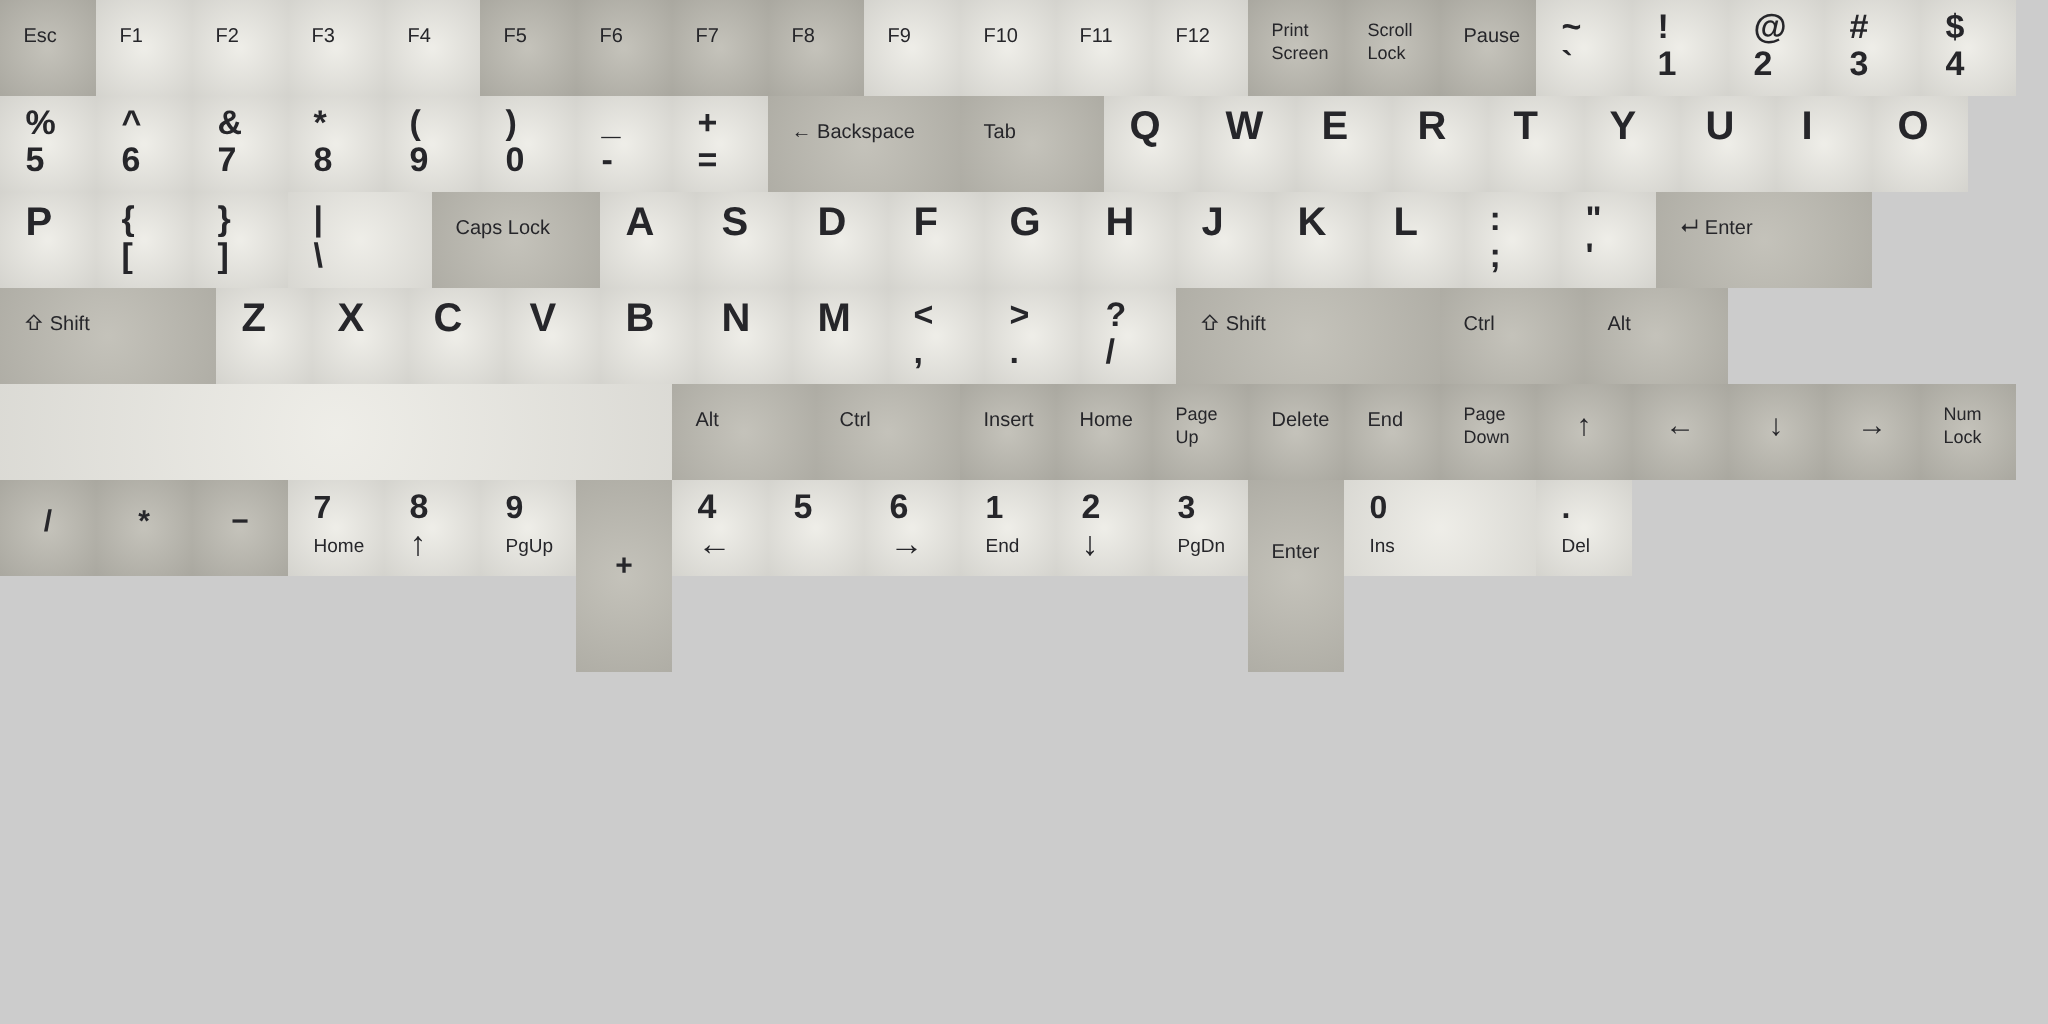 Esc F1 F2 F3 F4 F5 F6 F7 F8 F9 F10 F11 F12 Print Screen Scroll Lock Pause ~ ` ! 1 @ 2 # 3 $ 4
% 5 ^ 6 & 7 * 8 ( 9 ) 0 _ - + = ← Backspace Tab Q W E R T Y U I O
P { [ } ] | \ Caps Lock A S D F G H J K L : ; " ' ↵ Enter
⇧ Shift Z X C V B N M < , > . ? / ⇧ Shift Ctrl Alt
Alt Ctrl Insert Home Page Up Delete End Page Down ↑ ← ↓ → Num Lock
/ * − 7 Home 8 ↑ 9 PgUp + 4 ← 5 6 → 1 End 2 ↓ 3 PgDn Enter 0 Ins . Del